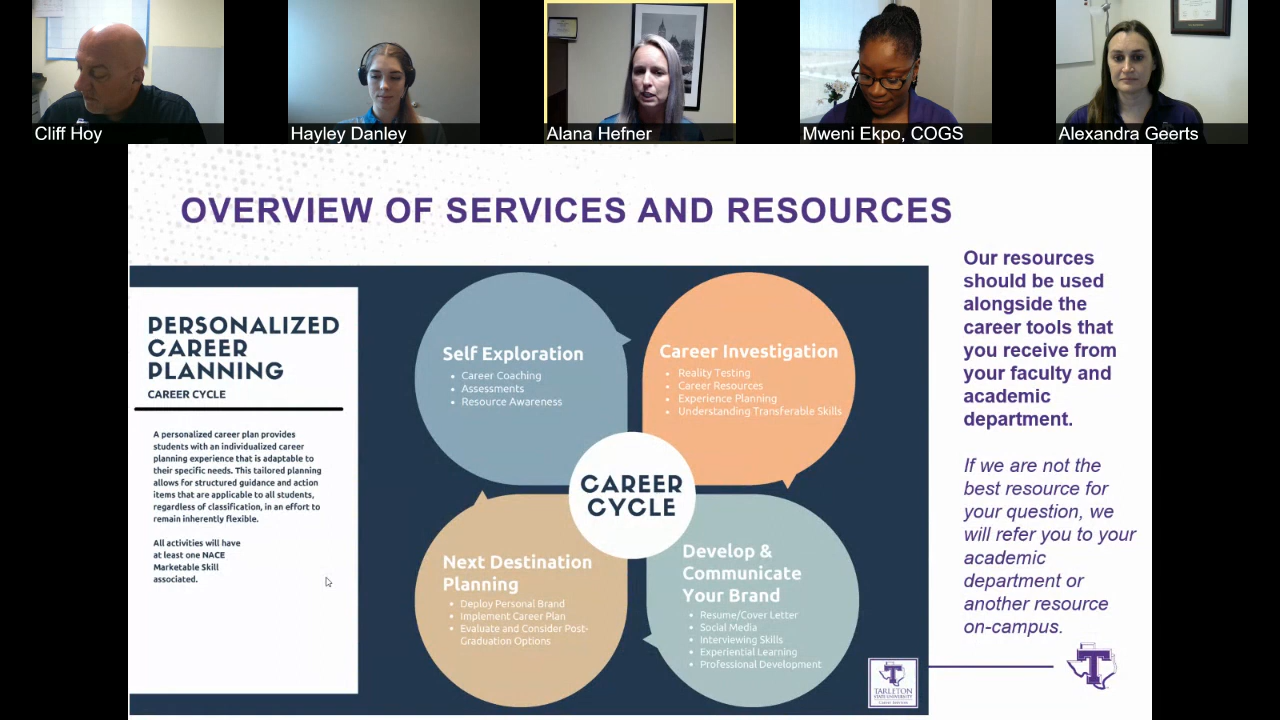 Cliff Hoy
Hayley Danley
Alana Hefner
Mweni Ekpo, COGS
Alexandra Geerts
OVERVIEW OF SERVICES AND RESOURCES
PERSONALIZED
CAREER
PLANNING
CAREER CYCLE
A personalized career plan provides
students with an individualized career
planning experience that is adaptable to
their specific needs. This tailored planning
allows for structured guidance and action
items that are applicable to all students,
regardless of classification, in an effort to
remain inherently flexible.
All activities will have
at least one NACE
Marketable Skill
associated.
Self Exploration
• Career Coaching
• Assessments
• Resource Awareness
Career Investigation
• Reality Testing
• Career Resources
• Experience Planning
• Understanding Transferable Skills
CAREER
CYCLE
Next Destination
Planning
• Deploy Personal Brand
• Implement Career Plan
• Evaluate and Consider Post-
Graduation Options
Develop &
Communicate
Your Brand
• Resume/Cover Letter
• Social Media
• Interviewing Skills
• Experiential Learning
• Professional Development
Our resources
should be used
alongside the
career tools that
you receive from
your faculty and
academic
department.
If we are not the
best resource for
your question, we
will refer you to your
academic
department or
another resource
on-campus.
T
TARLETON
STATE UNIVERSITY
Career Services
T